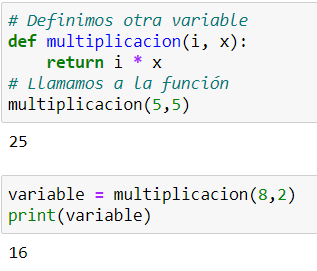 # Definimos otra variable
def multiplicacion(i, x):
    return i * x
# Llamamos a la función
multiplicacion(5,5)
25
variable = multiplicacion(8,2)
print(variable)
16